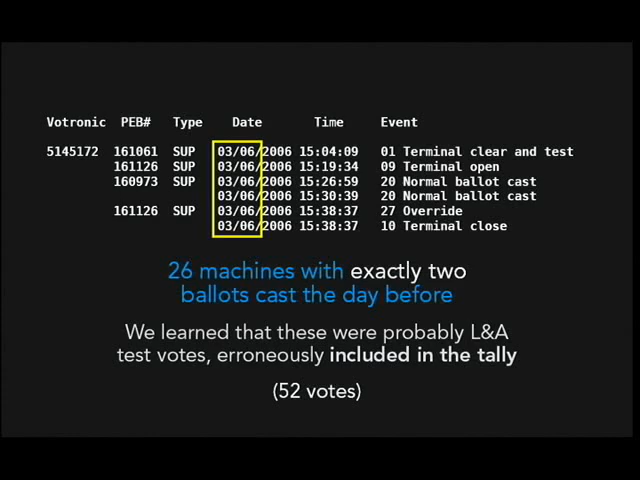 Votronic PEB# Type Date Time Event
5145172 161061 SUP 03/06/2006 15:04:09 01 Terminal clear and test
161126 SUP 03/06/2006 15:19:34 09 Terminal open
160973 SUP 03/06/2006 15:26:59 20 Normal ballot cast
03/06/2006 15:30:39 20 Normal ballot cast
161126 SUP 03/06/2006 15:38:37 27 Override
03/06/2006 15:38:37 10 Terminal close
26 machines with exactly two
ballots cast the day before
We learned that these were probably L&A
test votes, erroneously included in the tally
(52 votes)